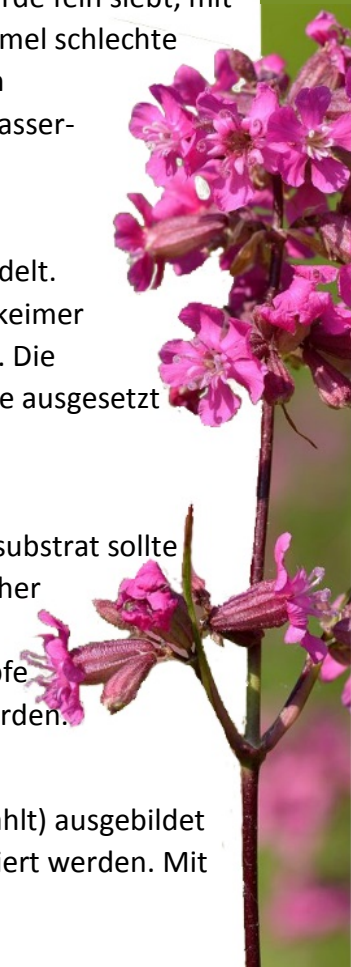 rde fein siebt, mit
mel schlechte
asser-
delt.
keimer
. Die
e ausgesetzt
substrat sollte
her
rden.
hlt) ausgebildet
iert werden. Mit